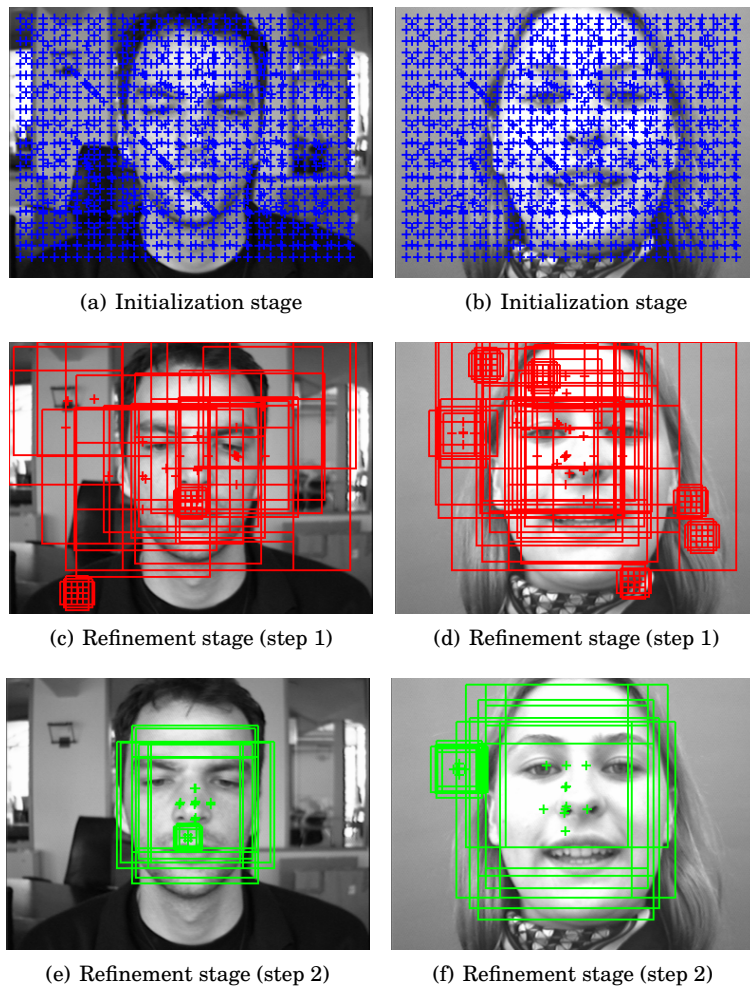 (a) Initialization stage
(b) Initialization stage
(c) Refinement stage (step 1)
(d) Refinement stage (step 1)
(e) Refinement stage (step 2)
(f) Refinement stage (step 2)